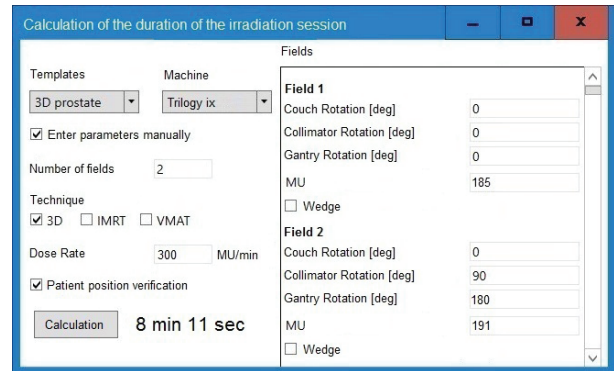 Calculation of the duration of the irradiation session
Templates
Machine
3D prostate
Trilogy ix
Enter parameters manually
Number of fields 2
Technique
3D IMRT VMAT
Dose Rate 300 MU/min
Patient position verification
Calculation 8 min 11 sec
Fields
Field 1
Couch Rotation [deg] 0
Collimator Rotation [deg] 0
Gantry Rotation [deg] 0
MU 185
Wedge
Field 2
Couch Rotation [deg] 0
Collimator Rotation [deg] 90
Gantry Rotation [deg] 180
MU 191
Wedge